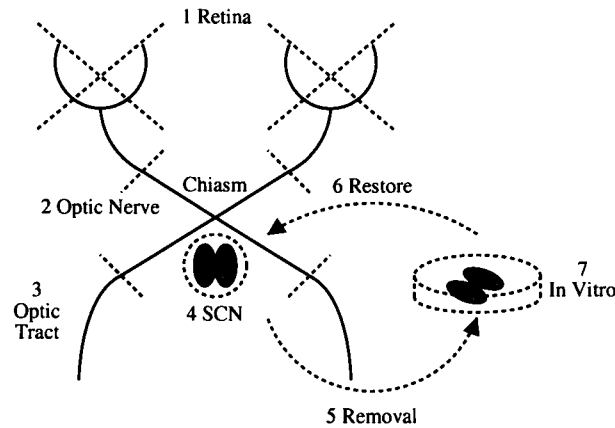 1 Retina
Chiasm
6 Restore
2 Optic Nerve
7
In Vitro
3
Optic
Tract
4 SCN
5 Removal